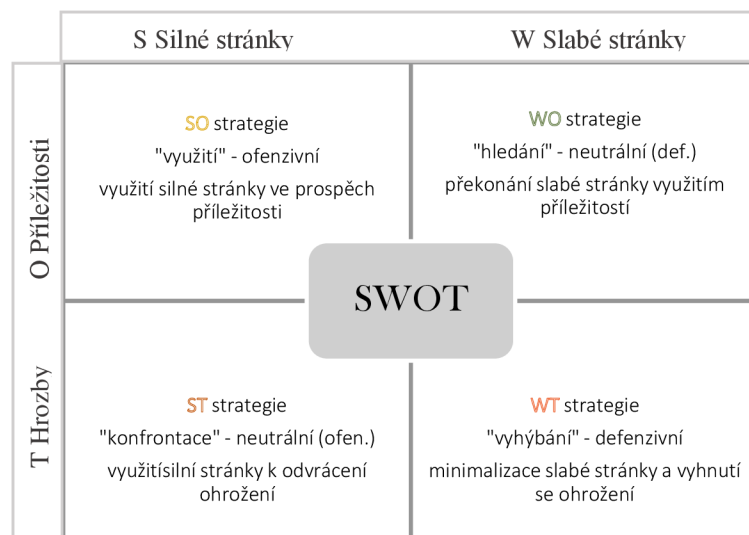 S Silné stránky
W Slabé stránky
O Příležitosti
SO strategie
"využití" - ofenzivní
využití silné stránky ve prospěch
příležitosti
WO strategie
"hledání" - neutrální (def.)
překonání slabé stránky využitím
příležitostí
SWOT
T Hrozby
ST strategie
"konfrontace" - neutrální (ofen.)
využitísilní stránky k odvrácení
ohrožení
WT strategie
"vyhýbání" - defenzivní
minimalizace slabé stránky a vyhnutí
se ohrožení